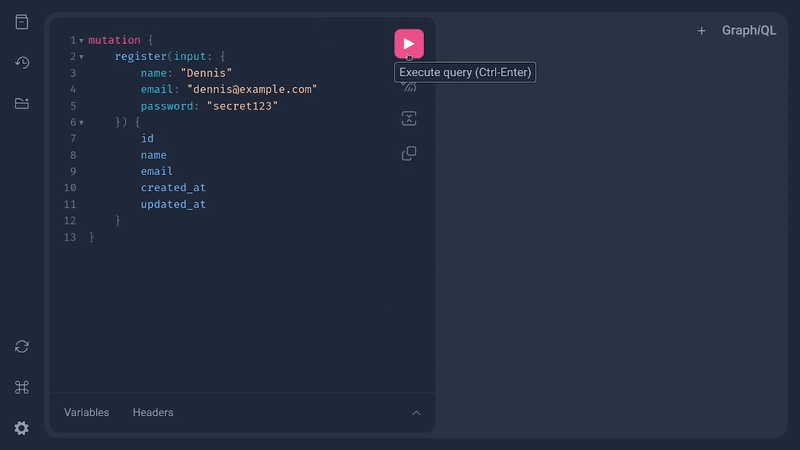 + GraphiQL
1 mutation {
2 register(input: {
3 name: "Dennis"
4 email: "dennis@example.com"
5 password: "secret123"
6 }) {
7 id
8 name
9 email
10 created_at
11 updated_at
12 }
13 }
Execute query (Ctrl-Enter)
Variables Headers